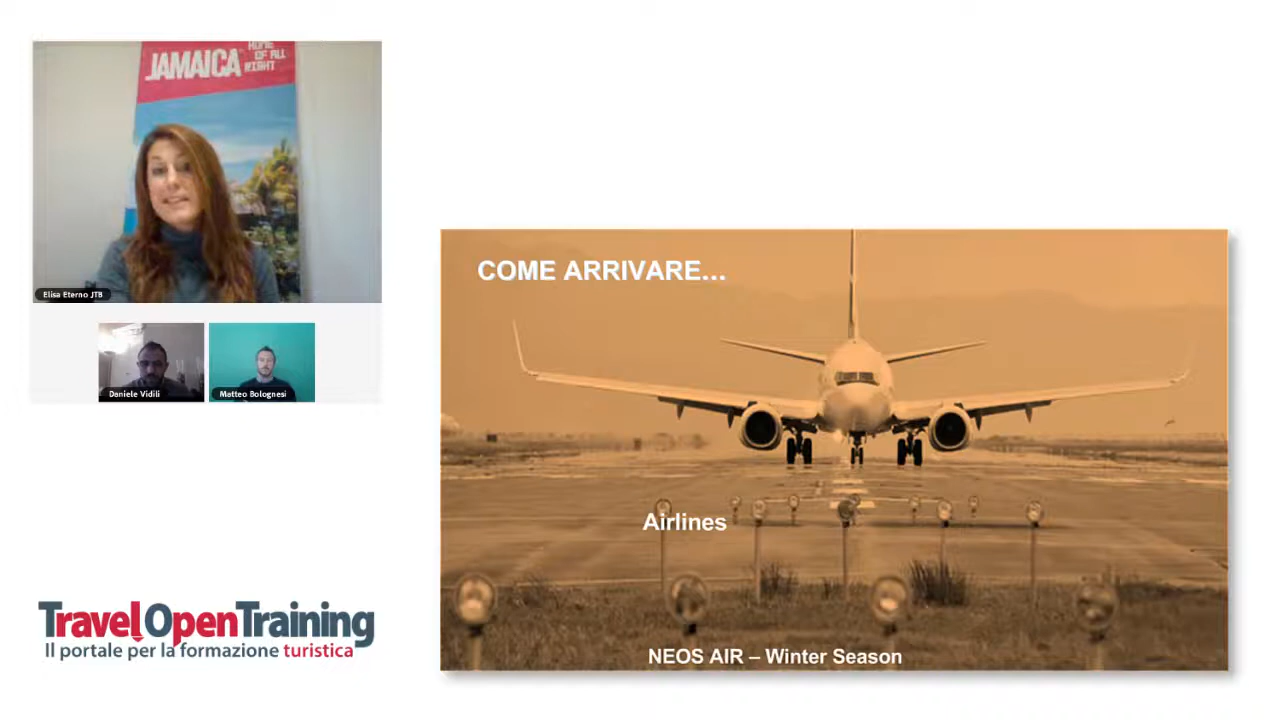 JAMAICA
HOME
OF ALL
RIGHT
Elisa Eterno JTB
Daniele Vidili
Matteo Bolognesi
TravelOpenTraining
Il portale per la formazione turistica
COME ARRIVARE...
Airlines
NEOS AIR – Winter Season